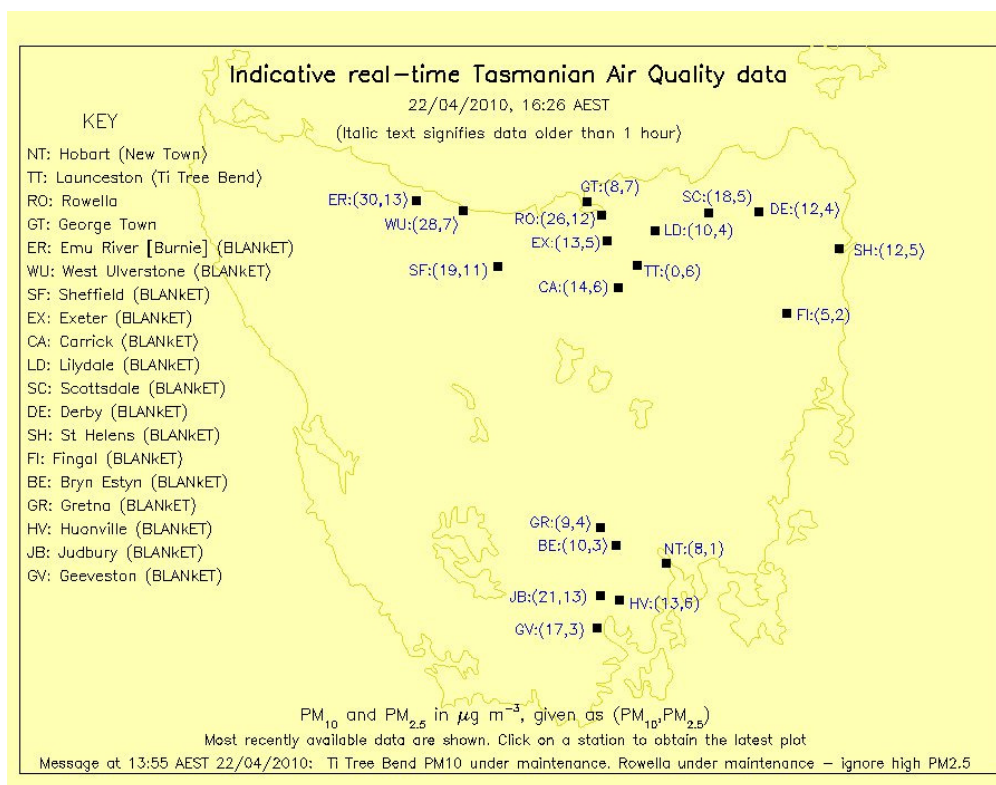 Indicative real-time Tasmanian Air Quality data
22/04/2010, 16:26 AEST
(Italic text signifies data older than 1 hour)
KEY
NT: Hobart (New Town)
TT: Launceston (Ti Tree Bend)
RO: Rowella
GT: George Town
ER: Emu River [Burnie] (BLANkET)
WU: West Ulverstone (BLANkET)
SF: Sheffield (BLANkET)
EX: Exeter (BLANkET)
CA: Carrick (BLANkET)
LD: Lilydale (BLANkET)
SC: Scottsdale (BLANkET)
DE: Derby (BLANkET)
SH: St Helens (BLANkET)
FI: Fingal (BLANkET)
BE: Bryn Estyn (BLANkET)
GR: Gretna (BLANkET)
HV: Huonville (BLANkET)
JB: Judbury (BLANkET)
GV: Geeveston (BLANkET)
GT:(8,7)
ER:(30,13)
SC:(18,5)
DE:(12,4)
WU:(28,7)
RO:(26,12)
LD:(10,4)
EX:(13,5)
SH:(12,5)
SF:(19,11)
TT:(0,6)
CA:(14,6)
FI:(5,2)
GR:(9,4)
BE:(10,3)
NT:(8,1)
JB:(21,13)
HV:(13,6)
GV:(17,3)
PM10 and PM2.5 in μg m−3, given as (PM10,PM2.5)
Most recently available data are shown. Click on a station to obtain the latest plot
Message at 13:55 AEST 22/04/2010: Ti Tree Bend PM10 under maintenance. Rowella under maintenance – ignore high PM2.5